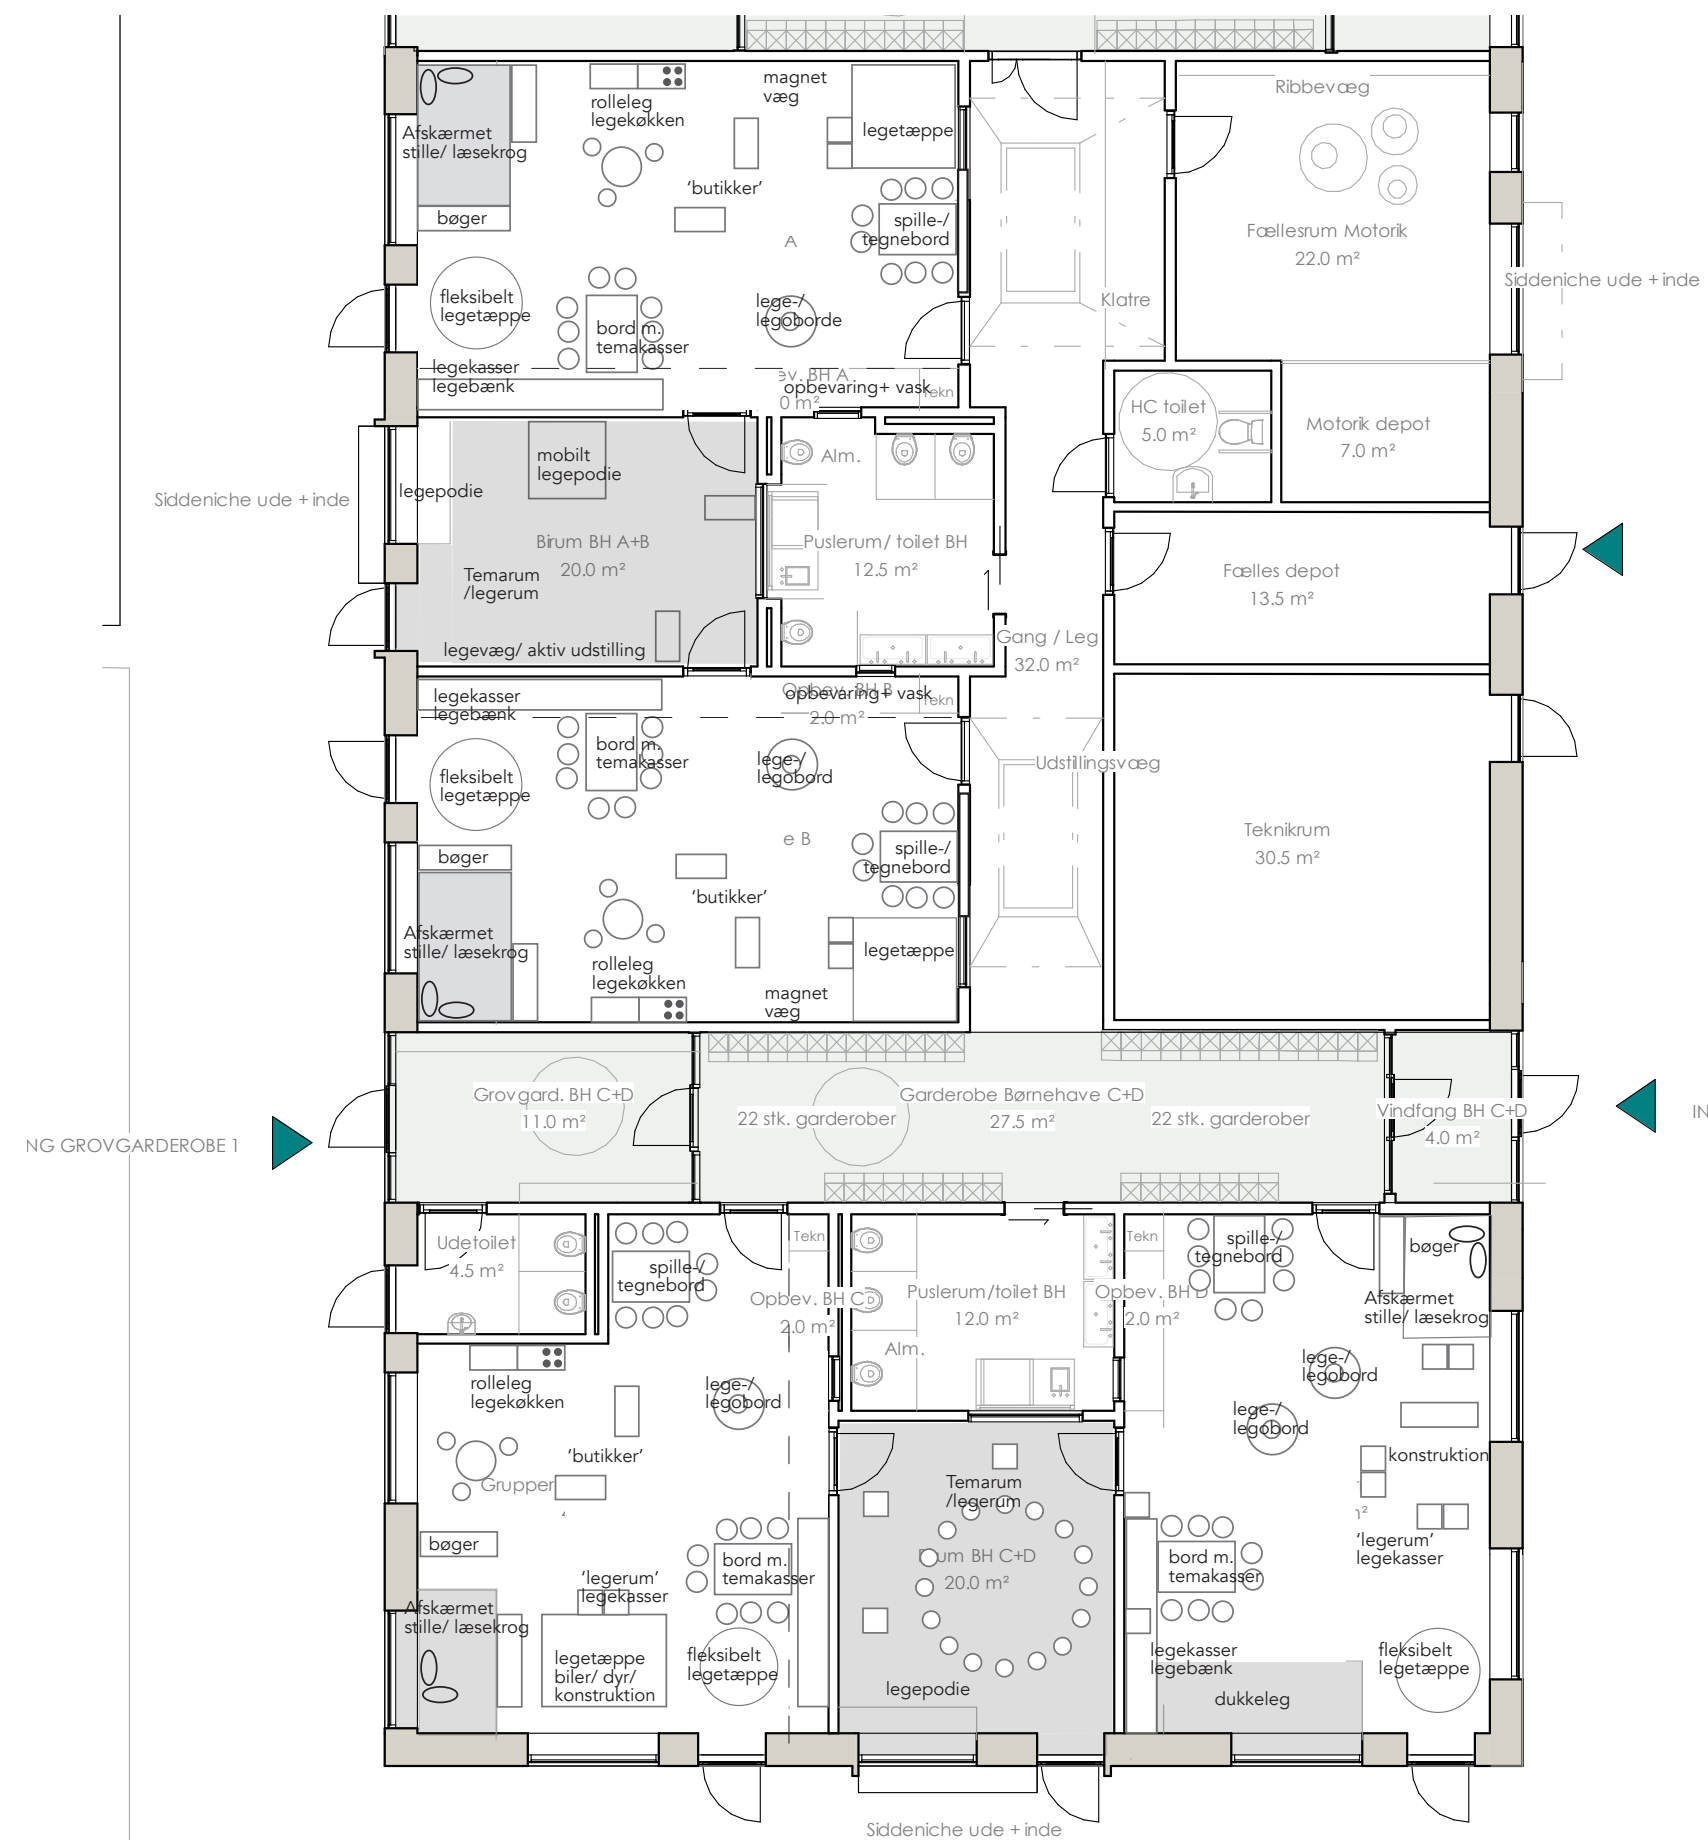 magnet
væg
rolleleg
legekøkken
Afskærmet
stille/ læsekrog
legetæppe
'butikker'
bøger
spille-/
tegnebord
A
fleksibelt
legetæppe
bord m.
temakasser
lege-/
legoborde
legekasser
legebænk
ev. BH A
0 m²
opbevaring+ vask
Tekn
Ribbevæg
Fællesrum Motorik
22.0 m²
Siddeniche ude + inde
Klatre
HC toilet
5.0 m²
Motorik depot
7.0 m²
Siddeniche ude + inde
legepodie
mobilt
legepodie
Birum BH A+B
20.0 m²
Temarum
/legerum
legevæg/ aktiv udstilling
Alm.
Puslerum/ toilet BH
12.5 m²
Fælles depot
13.5 m²
Gang / Leg
32.0 m²
legekasser
legebænk
Opbev. BH B
opbevaring+ vask
2.0 m²
Tekn
bord m.
temakasser
lege-/
legobord
fleksibelt
legetæppe
Udstillingsvæg
e B
spille-/
tegnebord
bøger
'butikker'
Afskærmet
stille/ læsekrog
rolleleg
legekøkken
magnet
væg
legetæppe
Teknikrum
30.5 m²
Grovgard. BH C+D
11.0 m²
22 stk. garderober
Garderobe Børnehave C+D
27.5 m²
22 stk. garderober
Vindfang BH C+D
4.0 m²
NG GROVGARDEROBE 1
IN
Udetoilet
4.5 m²
spille-/
tegnebord
Tekn
Opbev. BH C
2.0 m²
Puslerum/toilet BH
12.0 m²
Alm.
Tekn
Opbev. BH D
2.0 m²
spille-/
tegnebord
bøger
Afskærmet
stille/ læsekrog
rolleleg
legekøkken
lege-/
legobord
'butikker'
Grupper
lege-/
legobord
lege-/
legobord
konstruktion
m²
'legerum'
legekasser
Temarum
/legerum
Birum BH C+D
20.0 m²
legepodie
bøger
'legerum'
legekasser
bord m.
temakasser
Afskærmet
stille/ læsekrog
legetæppe
biler/ dyr/
konstruktion
fleksibelt
legetæppe
bord m.
temakasser
legekasser
legebænk
dukkeleg
fleksibelt
legetæppe
Siddeniche ude + inde